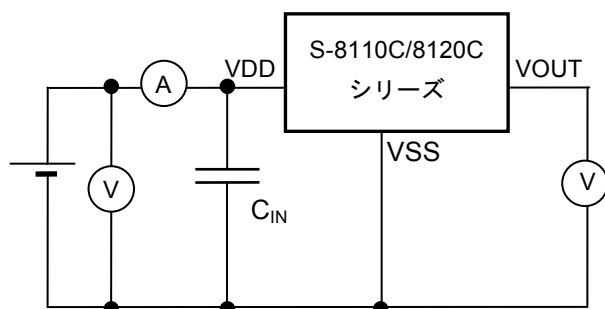 S-8110C/8120C
シリーズ
A
VDD
VOUT
VSS
V
CIN
V